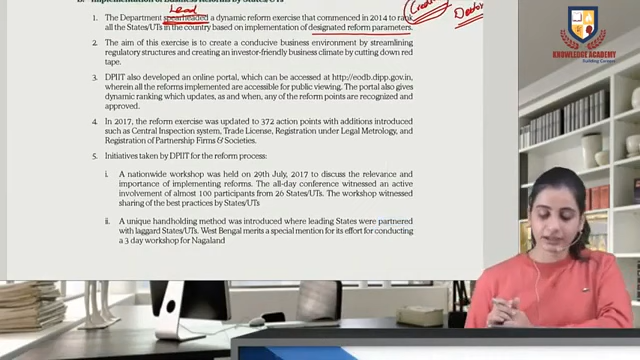 B. Implementation of Business Reforms by States/UTs
Lead
1. The Department spearheaded a dynamic reform exercise that commenced in 2014 to rank
all the States/UTs in the country based on implementation of designated reform parameters.
2. The aim of this exercise is to create a conducive business environment by streamlining
regulatory structures and creating an investor-friendly business climate by cutting down red
tape.
3. DPIIT also developed an online portal, which can be accessed at http://eodb.dipp.gov.in,
wherein all the reforms implemented are accessible for public viewing. The portal also gives
dynamic ranking which updates, as and when, any of the reform points are recognized and
approved.
4. In 2017, the reform exercise was updated to 372 action points with additions introduced
such as Central Inspection system, Trade License, Registration under Legal Metrology, and
Registration of Partnership Firms & Societies.
5. Initiatives taken by DPIIT for the reform process:
i. A nationwide workshop was held on 29th July, 2017 to discuss the relevance and
importance of implementing reforms. The all-day conference witnessed an active
involvement of almost 100 participants from 26 States/UTs. The workshop witnessed
sharing of the best practices by States/UTs
ii. A unique handholding method was introduced where leading States were partnered
with laggard States/UTs. West Bengal merits a special mention for its effort for conducting
a 3 day workshop for Nagaland
KNOWLEDGE ACADEMY
Building Careers